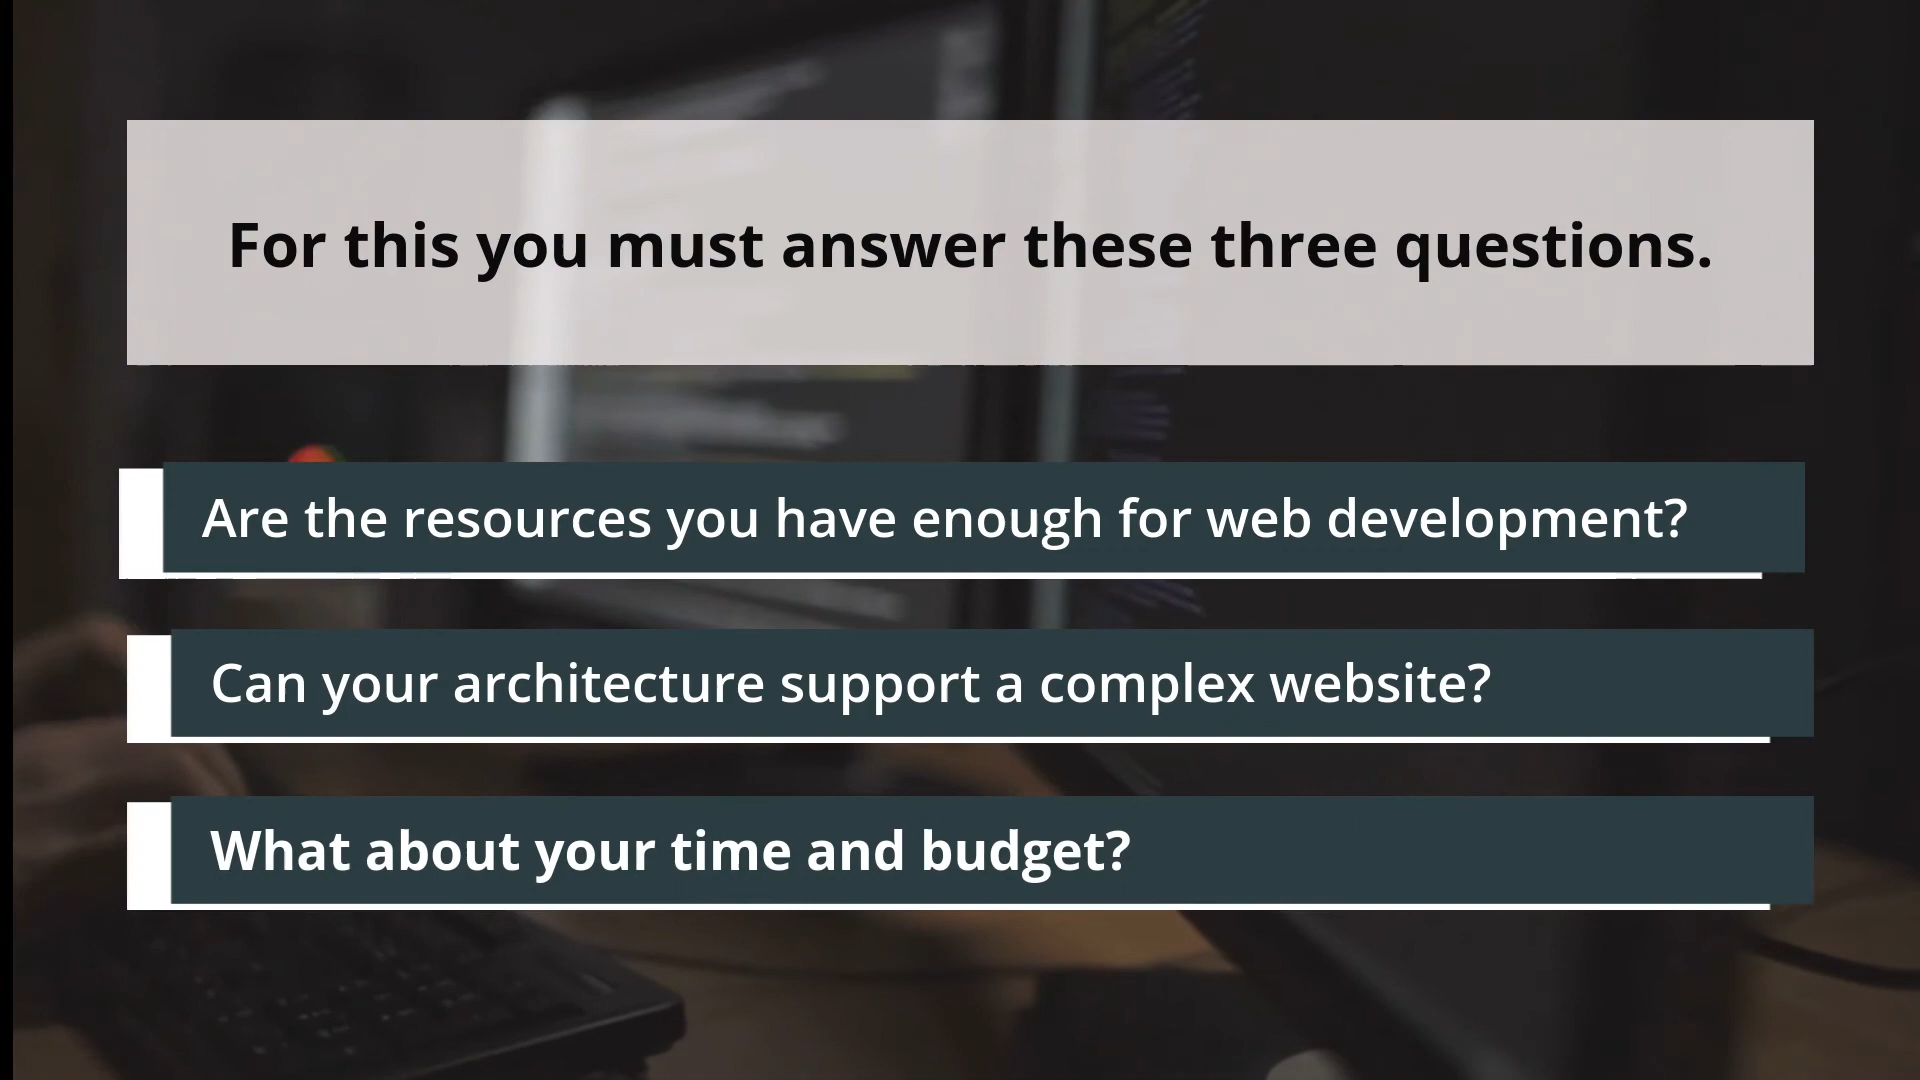 For this you must answer these three questions.
Are the resources you have enough for web development?
Can your architecture support a complex website?
What about your time and budget?